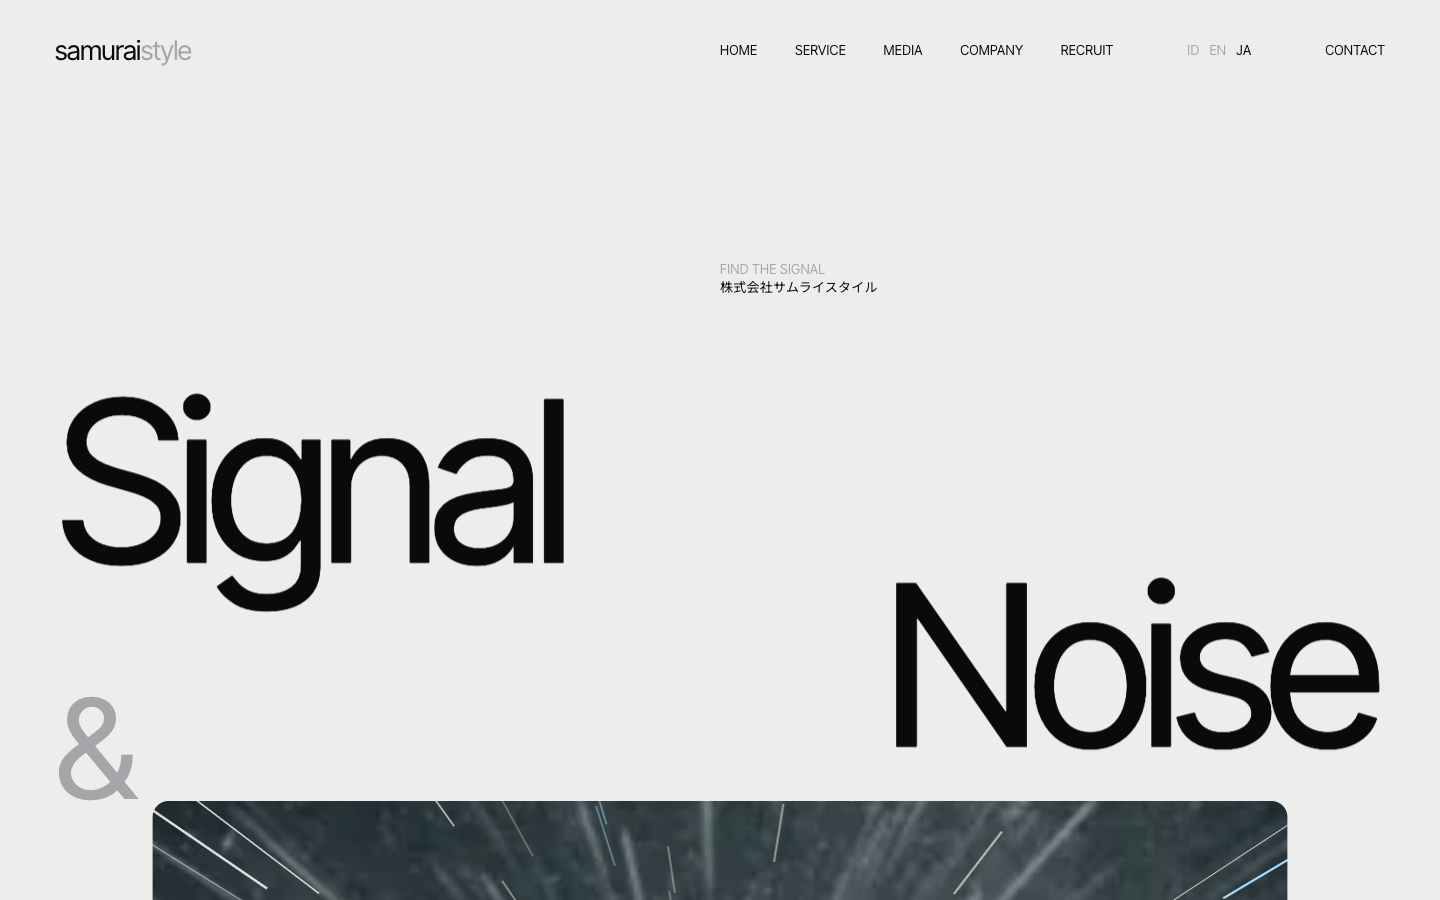 samuraistyle
HOME SERVICE MEDIA COMPANY RECRUIT ID EN JA CONTACT
FIND THE SIGNAL
株式会社サムライスタイル
Signal
Noise
&